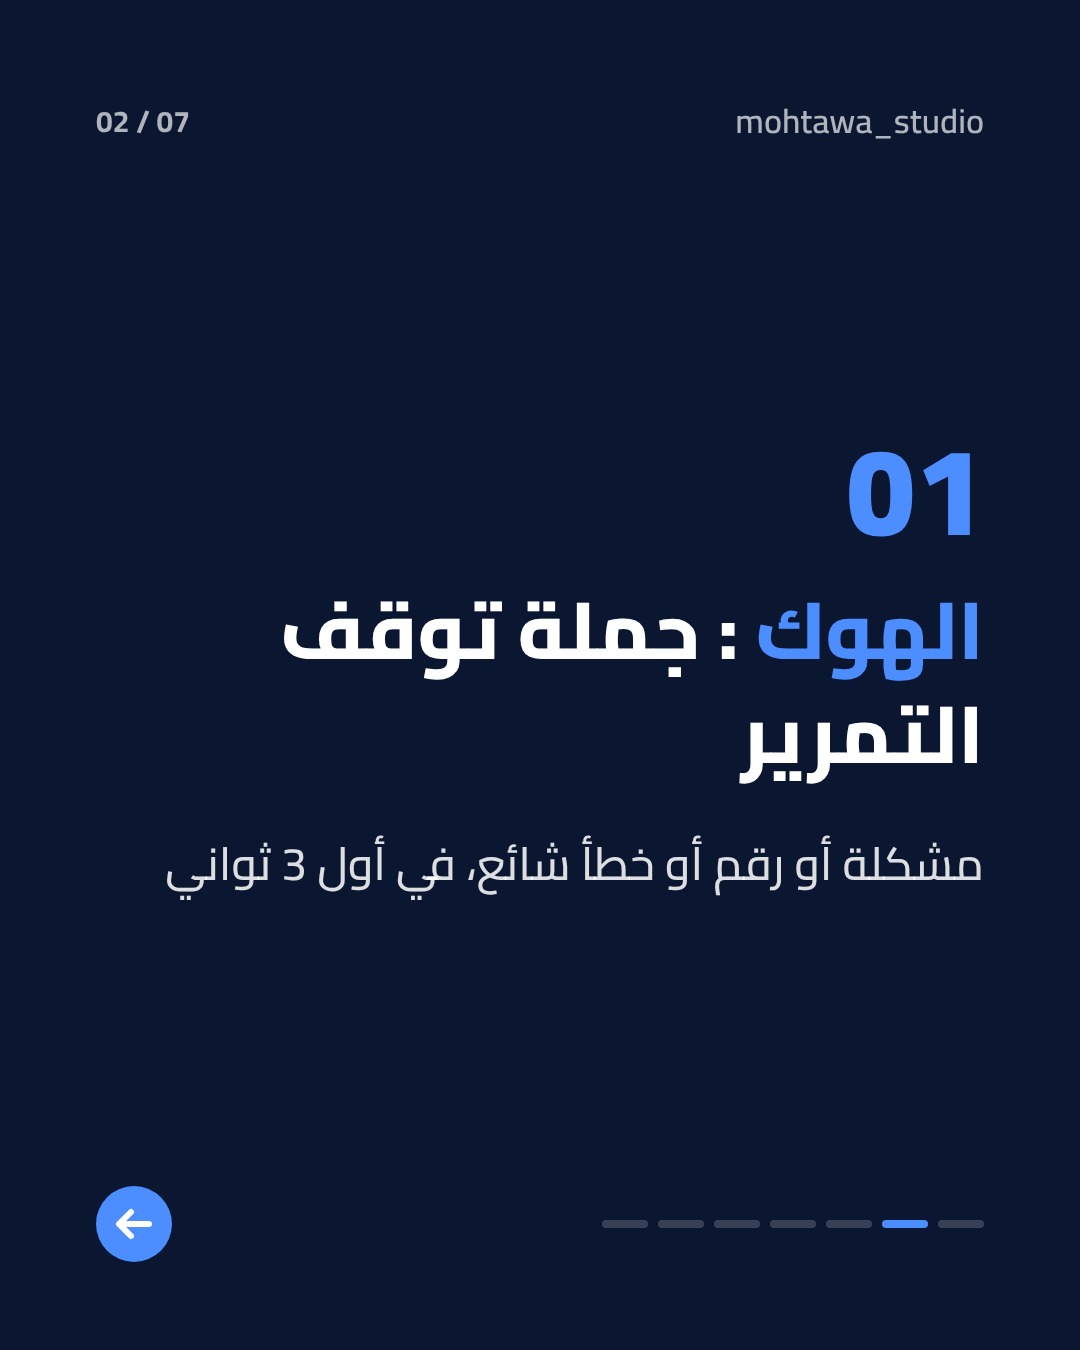 mohtawa_studio
02 / 07
01
الهوك : جملة توقف
التمرير
مشكلة أو رقم أو خطأ شائع، في أول 3 ثواني